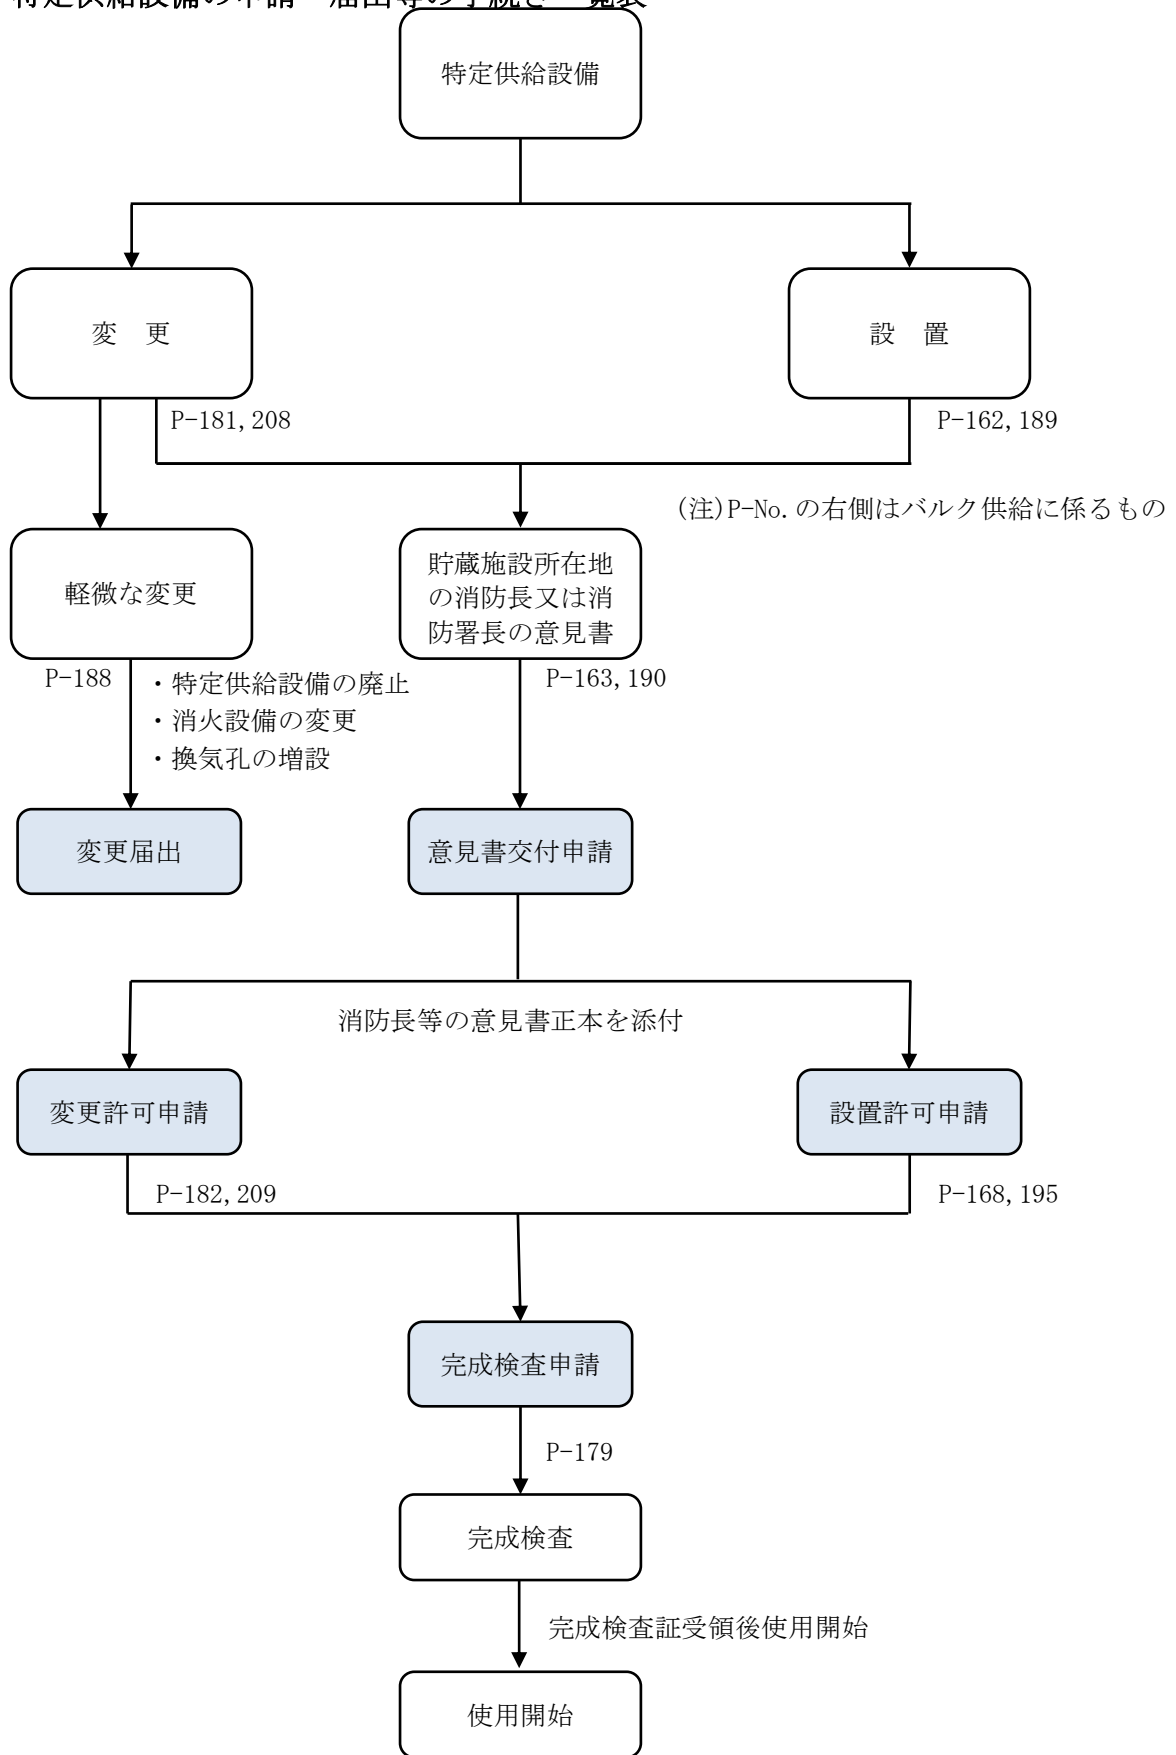 特定供給設備の申請・届出等の手続き一覧表
特定供給設備
変　更
設　置
P-181,208
P-162,189
(注)P-No.の右側はバルク供給に係るもの
軽微な変更
貯蔵施設所在地
の消防長又は消
防署長の意見書
P-188
・特定供給設備の廃止
・消火設備の変更
・換気孔の増設
P-163,190
変更届出
意見書交付申請
消防長等の意見書正本を添付
変更許可申請
設置許可申請
P-182,209
P-168,195
完成検査申請
P-179
完成検査
完成検査証受領後使用開始
使用開始